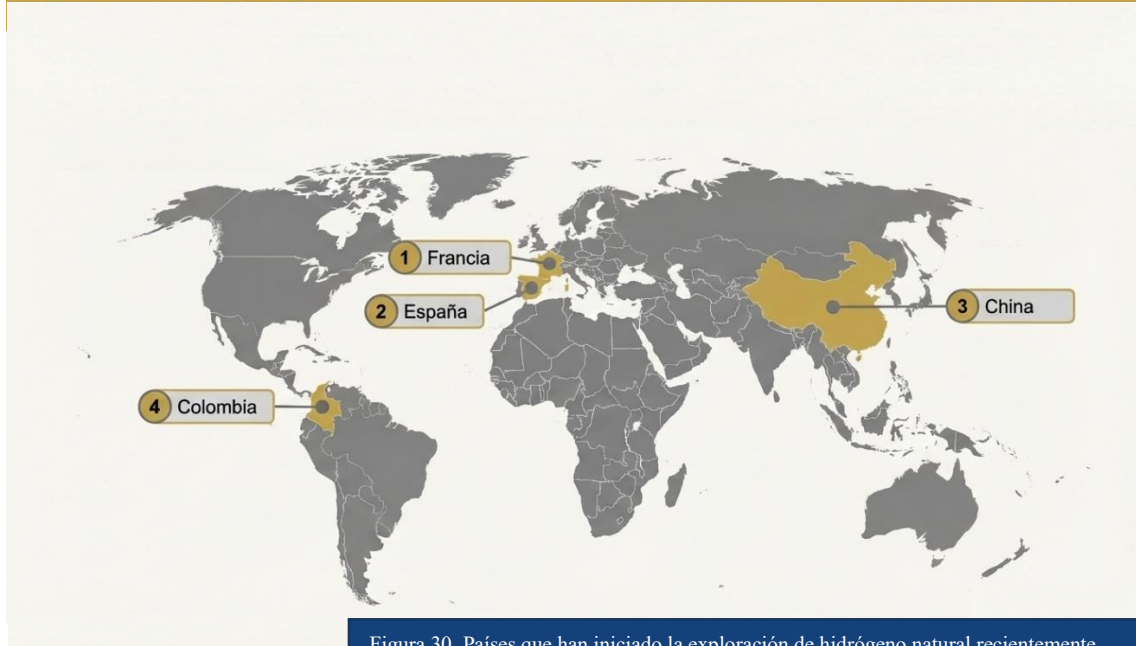 1 Francia
2 España
3 China
4 Colombia
Figura 30. Países que han iniciado la exploración de hidrógeno natural recientemente